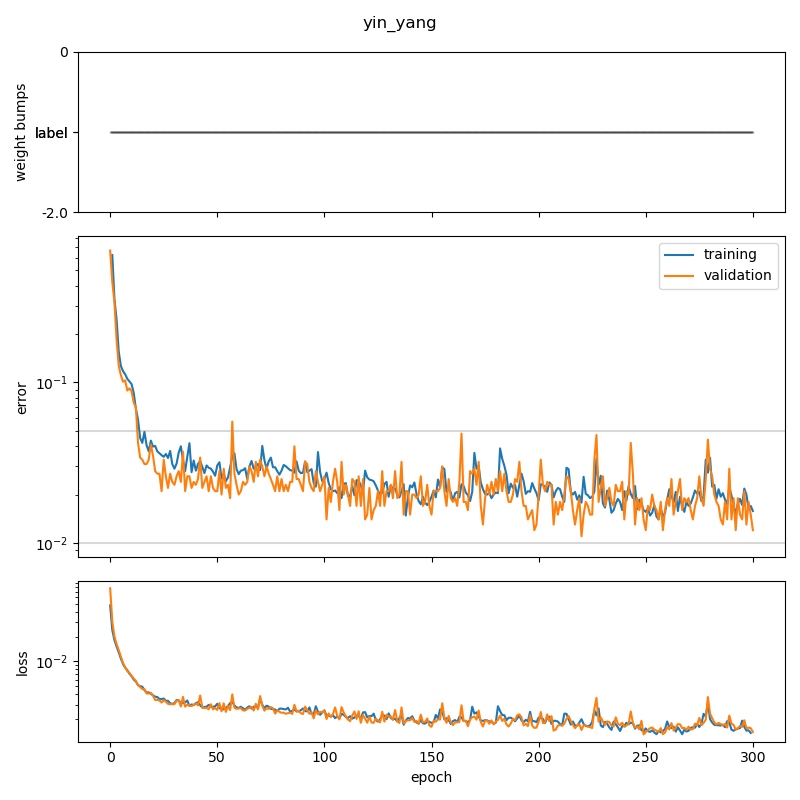 yin_yang
0
weight bumps
label
-2.0
training
validation
10⁻¹
error
10⁻²
10⁻²
loss
0 50 100 150 200 250 300
epoch